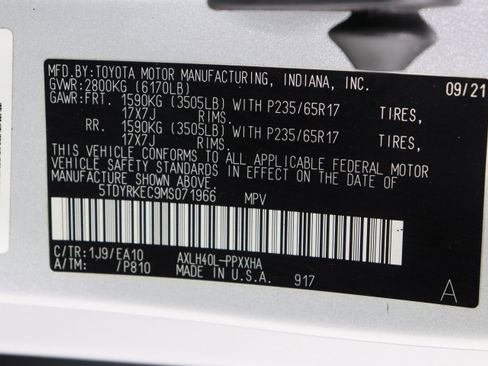 MFD.BY:TOYOTA MOTOR MANUFACTURING, INDIANA, INC. 09/21
GVWR:2800KG (6170LB)
GAWR:FRT. 1590KG (3505LB) WITH P235/65R17 TIRES,
17X7J RIMS.
RR. 1590KG (3505LB) WITH P235/65R17 TIRES,
17X7J RIMS.
THIS VEHICLE CONFORMS TO ALL APPLICABLE FEDERAL MOTOR
VEHICLE SAFETY STANDARDS IN EFFECT ON THE DATE OF
MANUFACTURE SHOWN ABOVE.
5TDYRKEC9MS071966 MPV
C/TR:1J9/EA10 AXLH40L-PPXXHA
A/TM: /P810 MADE IN U.S.A. 917 A